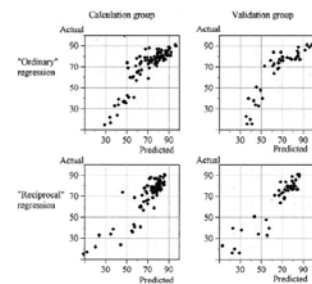 Calculation group
Validation group
Actual
Actual
90
70
50
30
30 50 70 90
Predicted
90
70
50
30
30 50 70 90
Predicted
"Ordinary"
regression
Actual
Actual
90
70
50
30
30 50 70 90
Predicted
90
70
50
30
30 50 70 90
Predicted
"Reciprocal"
regression